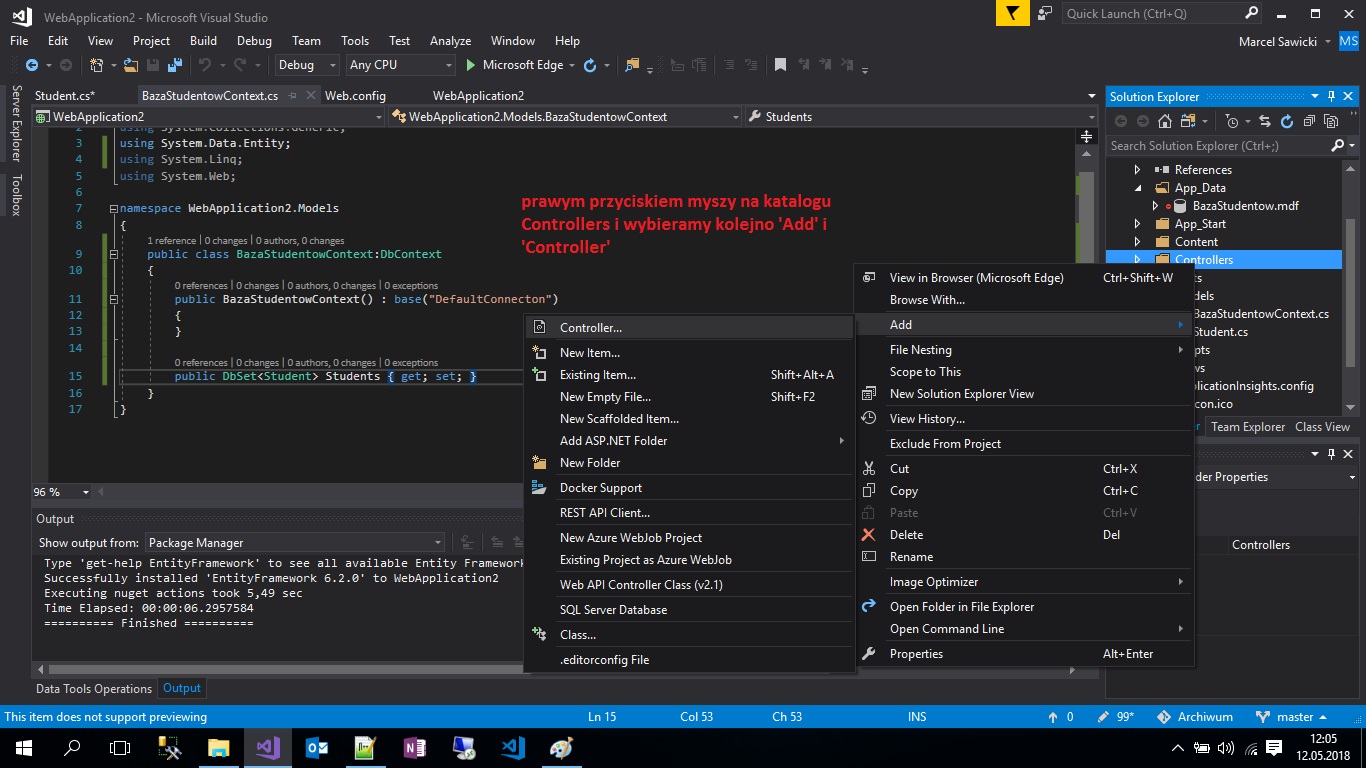 WebApplication2 - Microsoft Visual Studio
Quick Launch (Ctrl+Q)
File Edit View Project Build Debug Team Tools Test Analyze Window Help
Marcel Sawicki MS
Debug Any CPU Microsoft Edge
Server Explorer
Toolbox
Student.cs* BazaStudentowContext.cs Web.config WebApplication2
WebApplication2 WebApplication2.Models.BazaStudentowContext Students
2 using System.Collections.Generic;
3 using System.Data.Entity;
4 using System.Linq;
5 using System.Web;
6
7 namespace WebApplication2.Models
8 {
1 reference | 0 changes | 0 authors, 0 changes
9 public class BazaStudentowContext:DbContext
10 {
0 references | 0 changes | 0 authors, 0 changes | 0 exceptions
11 public BazaStudentowContext() : base("DefaultConnecton")
12 {
13 }
14
0 references | 0 changes | 0 authors, 0 changes | 0 exceptions
15 public DbSet<Student> Students { get; set; }
16 }
17 }
prawym przyciskiem myszy na katalogu
Controllers i wybieramy kolejno 'Add' i
'Controller'
96 %
Output
Show output from: Package Manager
Type 'get-help EntityFramework' to see all available Entity Framework
Successfully installed 'EntityFramework 6.2.0' to WebApplication2
Executing nuget actions took 5,49 sec
Time Elapsed: 00:00:06.2957584
========== Finished ==========
Data Tools Operations Output
Controller...
New Item...
Existing Item... Shift+Alt+A
New Empty File... Shift+F2
New Scaffolded Item...
Add ASP.NET Folder
New Folder
Docker Support
REST API Client...
New Azure WebJob Project
Existing Project as Azure WebJob
Web API Controller Class (v2.1)
SQL Server Database
Class...
.editorconfig File
View in Browser (Microsoft Edge) Ctrl+Shift+W
Browse With...
Add
File Nesting
Scope to This
New Solution Explorer View
View History...
Exclude From Project
Cut Ctrl+X
Copy Ctrl+C
Paste Ctrl+V
Delete Del
Rename
Image Optimizer
Open Folder in File Explorer
Open Command Line
Properties Alt+Enter
Solution Explorer
Search Solution Explorer (Ctrl+;)
References
App_Data
BazaStudentow.mdf
App_Start
Content
Controllers
ts
dels
BazaStudentowContext.cs
Student.cs
ipts
ws
plicationInsights.config
con.ico
r Team Explorer Class View
der Properties
Controllers
This item does not support previewing Ln 15 Col 53 Ch 53 INS 0 99* Archiwum master
12:05
12.05.2018